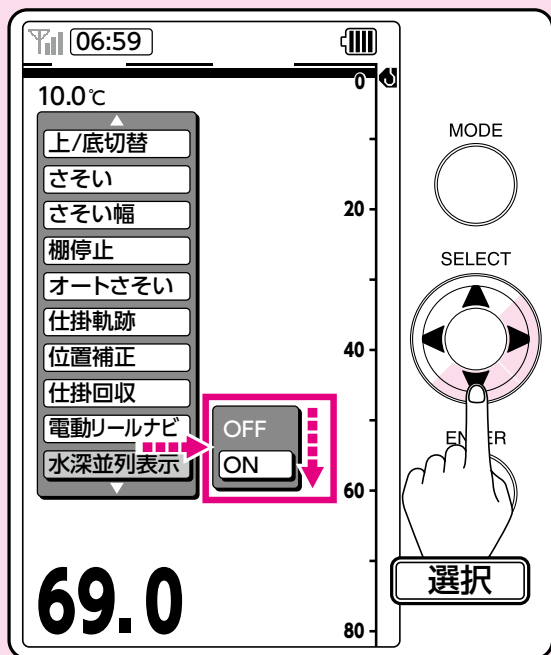 06:59
10.0℃
上/底切替
さそい
さそい幅
棚停止
オートさそい
仕掛軌跡
位置補正
仕掛回収
電動リールナビ
水深並列表示
OFF
ON
69.0
0
20
40
60
80
MODE
SELECT
選択